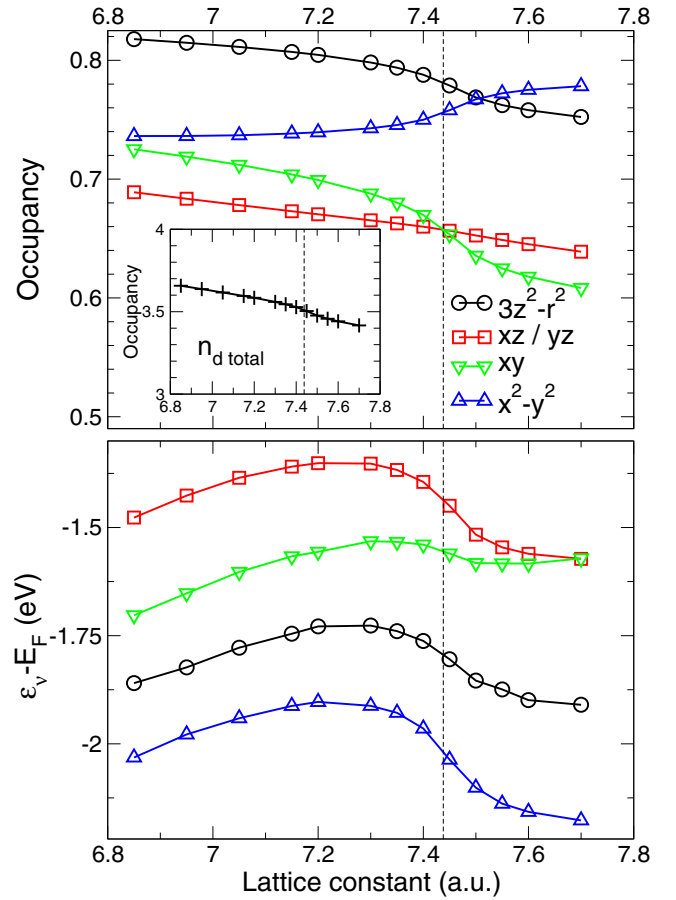 6.8 7 7.2 7.4 7.6 7.8
0.8
0.7
0.6
0.5
Occupancy
4
3.5
3
Occupancy
n_d total
6.8 7 7.2 7.4 7.6 7.8
3z²-r²
xz / yz
xy
x²-y²
-1.5
-1.75
-2
ε_ν-E_F (eV)
6.8 7 7.2 7.4 7.6 7.8
Lattice constant (a.u.)